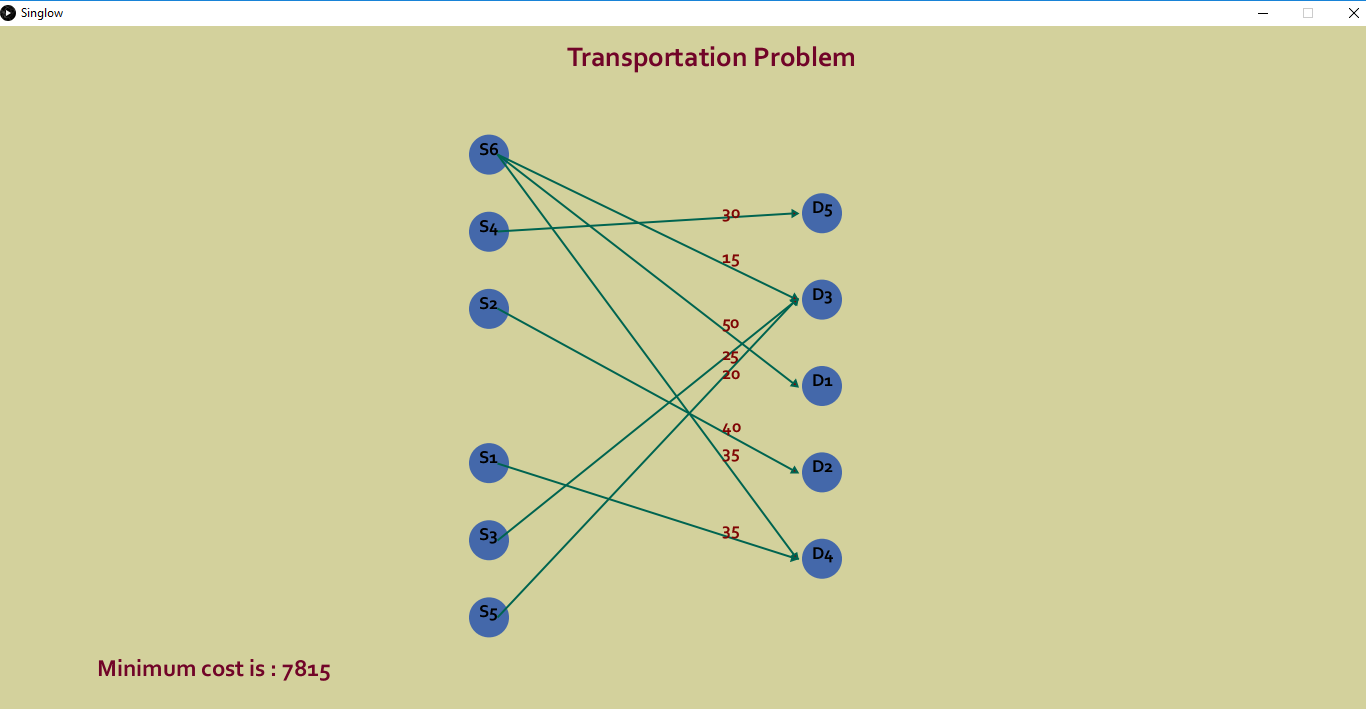 Singlow
Transportation Problem
S6
S4
S2
S1
S3
S5
30
15
50
25
20
40
35
35
D5
D3
D1
D2
D4
Minimum cost is : 7815